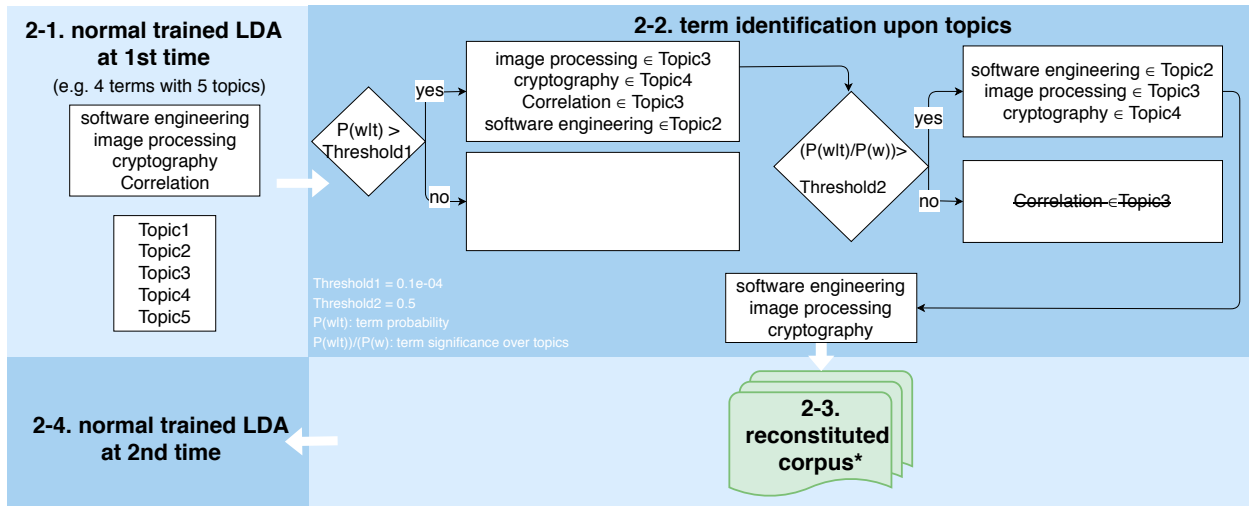 2-1. normal trained LDA
at 1st time
(e.g. 4 terms with 5 topics)
software engineering
image processing
cryptography
Correlation
Topic1
Topic2
Topic3
Topic4
Topic5
2-2. term identification upon topics
P(wlt) >
Threshold1
yes
no
image processing ∈ Topic3
cryptography ∈ Topic4
Correlation ∈ Topic3
software engineering ∈Topic2
(P(wlt)/P(w))>
Threshold2
yes
no
software engineering ∈ Topic2
image processing ∈ Topic3
cryptography ∈ Topic4
Correlation ∈Topic3
Threshold1 = 0.1e-04
Threshold2 = 0.5
P(wlt): term probability
P(wlt))/(P(w): term significance over topics
software engineering
image processing
cryptography
2-3.
reconstituted
corpus*
2-4. normal trained LDA
at 2nd time